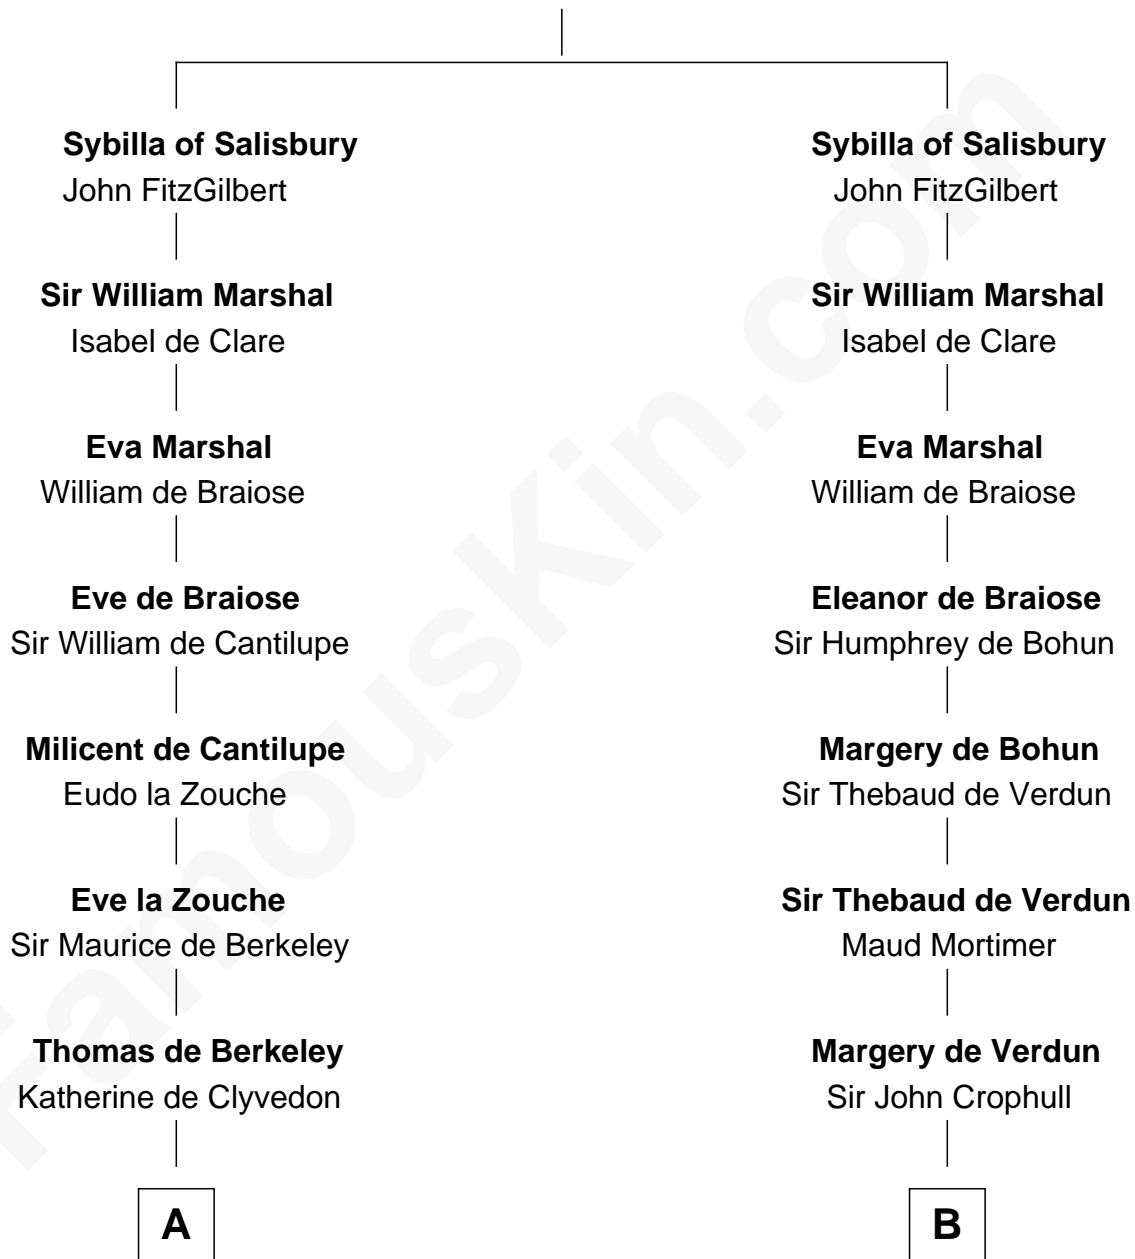 Sybilla of Salisbury
John FitzGilbert
Sir William Marshal
Isabel de Clare
Eva Marshal
William de Braiose
Eve de Braiose
Sir William de Cantilupe
Milicent de Cantilupe
Eudo la Zouche
Eve la Zouche
Sir Maurice de Berkeley
Thomas de Berkeley
Katherine de Clyvedon
A
Sybilla of Salisbury
John FitzGilbert
Sir William Marshal
Isabel de Clare
Eva Marshal
William de Braiose
Eleanor de Braiose
Sir Humphrey de Bohun
Margery de Bohun
Sir Thebaud de Verdun
Sir Thebaud de Verdun
Maud Mortimer
Margery de Verdun
Sir John Crophull
B
FamousKin.com